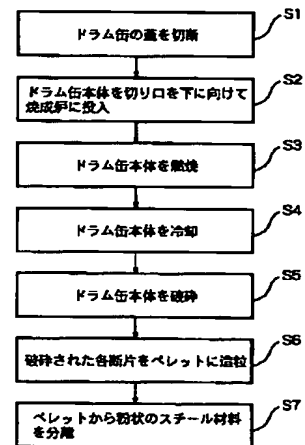 S1
ドラム缶の蓋を切断
S2
ドラム缶本体を切り口を下に向けて
焼成炉に投入
S3
ドラム缶本体を燃焼
S4
ドラム缶本体を冷却
S5
ドラム缶本体を破砕
S6
破砕された各断片をペレットに造粒
S7
ペレットから粉状のスチール材料
を分離